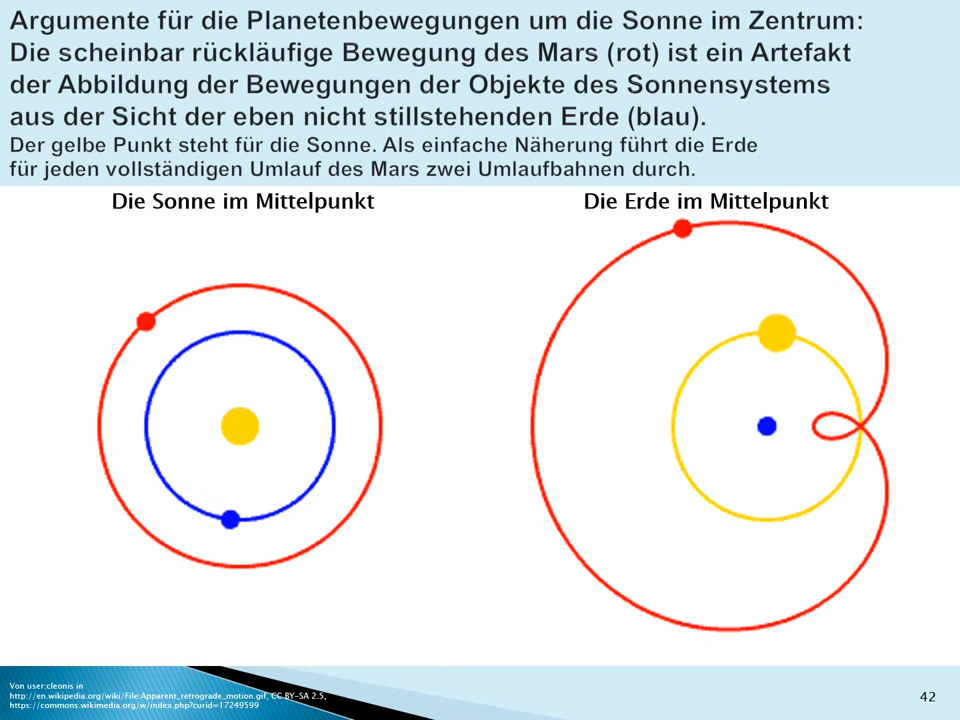 Argumente für die Planetenbewegungen um die Sonne im Zentrum:
Die scheinbar rückläufige Bewegung des Mars (rot) ist ein Artefakt
der Abbildung der Bewegungen der Objekte des Sonnensystems
aus der Sicht der eben nicht stillstehenden Erde (blau).
Der gelbe Punkt steht für die Sonne. Als einfache Näherung führt die Erde
für jeden vollständigen Umlauf des Mars zwei Umlaufbahnen durch.
Die Sonne im Mittelpunkt
Die Erde im Mittelpunkt
Von user:cleonis in
http://en.wikipedia.org/wiki/File:Apparent_retrograde_motion.gif, CC BY-SA 2.5,
https://commons.wikimedia.org/w/index.php?curid=17249599
42